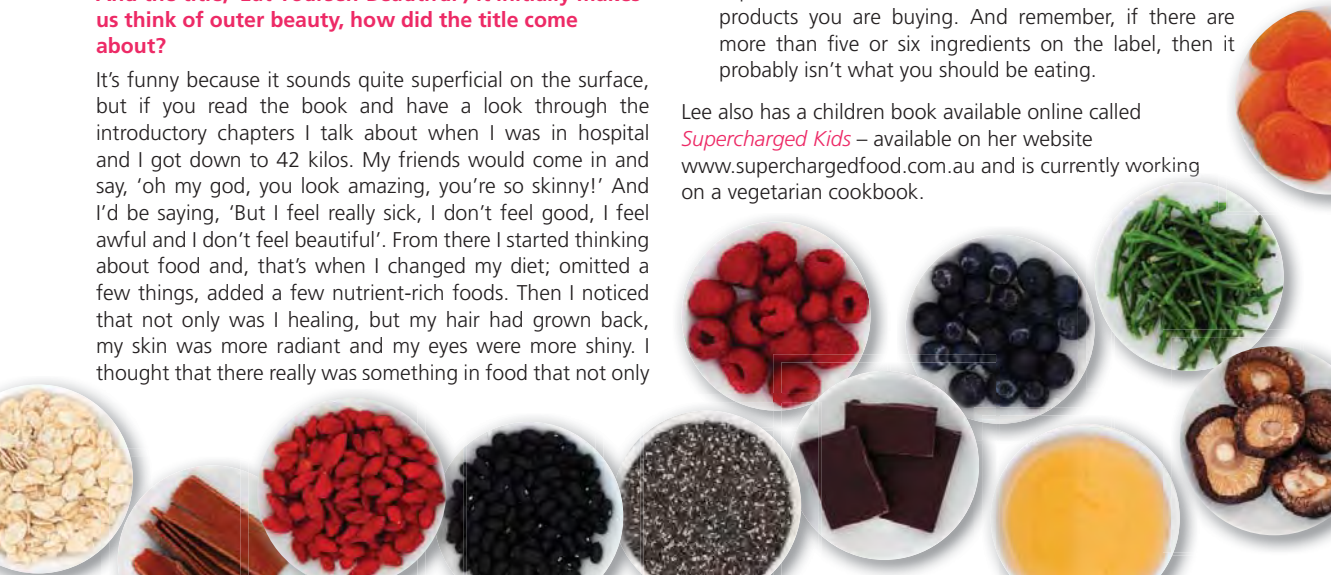 And the title, ‘Eat Yourself Beautiful’, it initially makes
us think of outer beauty, how did the title come
about?
It’s funny because it sounds quite superficial on the surface,
but if you read the book and have a look through the
introductory chapters I talk about when I was in hospital
and I got down to 42 kilos. My friends would come in and
say, ‘oh my god, you look amazing, you’re so skinny!’ And
I’d be saying, ‘But I feel really sick, I don’t feel good, I feel
awful and I don’t feel beautiful’. From there I started thinking
about food and, that’s when I changed my diet; omitted a
few things, added a few nutrient-rich foods. Then I noticed
that not only was I healing, but my hair had grown back,
my skin was more radiant and my eyes were more shiny. I
thought that there really was something in food that not only
products you are buying. And remember, if there are
more than five or six ingredients on the label, then it
probably isn’t what you should be eating.
Lee also has a children book available online called
Supercharged Kids – available on her website
www.superchargedfood.com.au and is currently working
on a vegetarian cookbook.